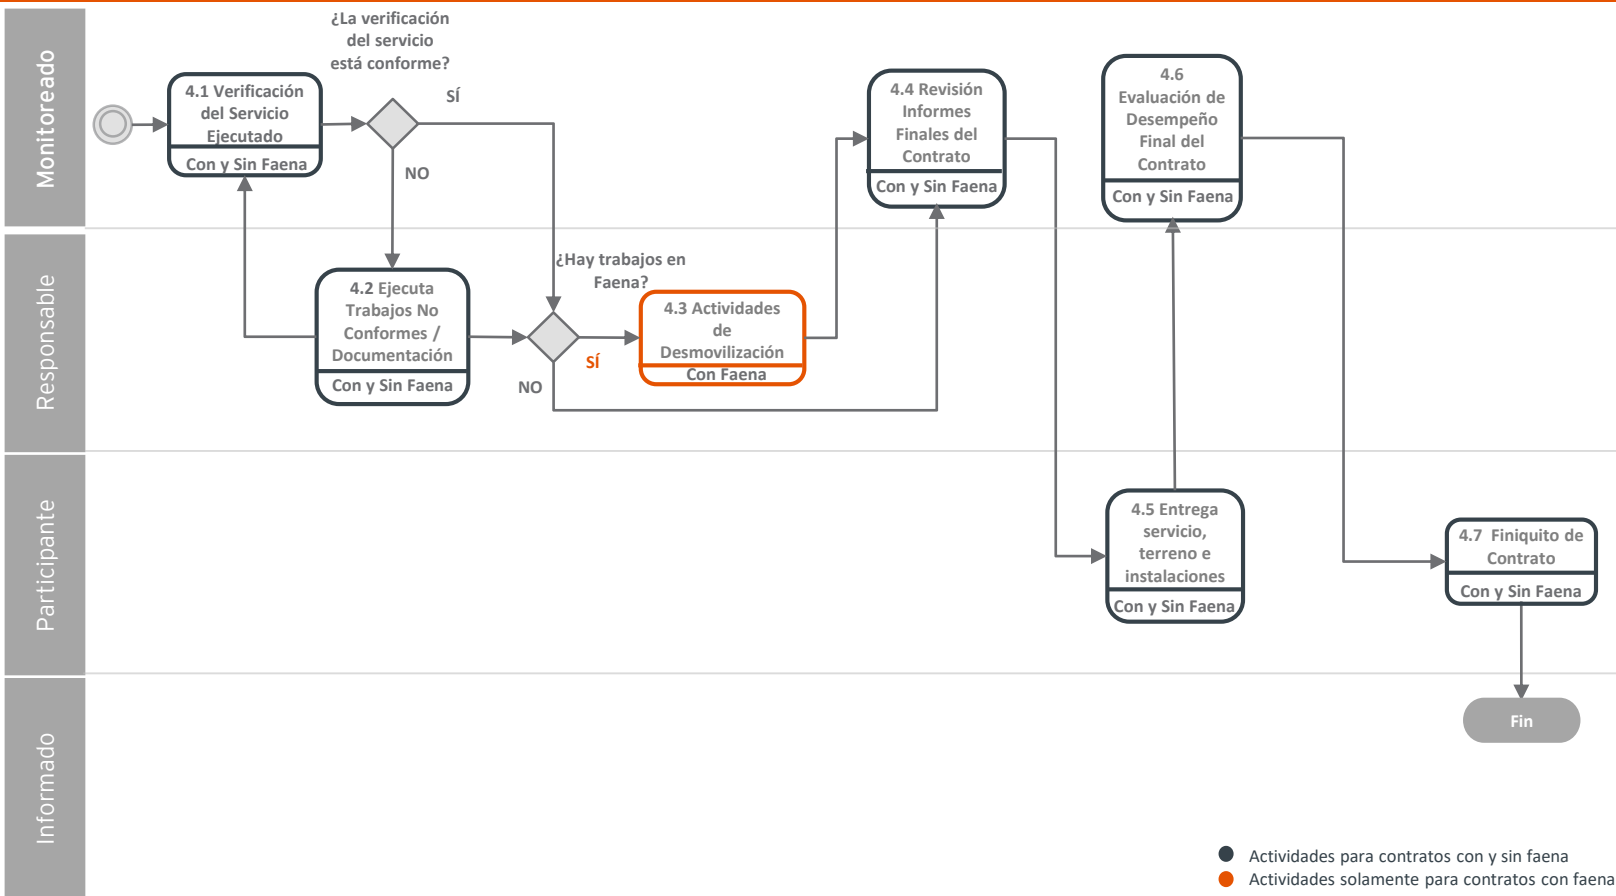 Monitoreado
¿La verificación
del servicio
está conforme?
4.1 Verificación
del Servicio
Ejecutado
Con y Sin Faena
SÍ
NO
4.4 Revisión
Informes
Finales del
Contrato
Con y Sin Faena
4.6
Evaluación de
Desempeño
Final del
Contrato
Con y Sin Faena
Responsable
4.2 Ejecuta
Trabajos No
Conformes /
Documentación
Con y Sin Faena
¿Hay trabajos en
Faena?
SÍ
NO
4.3 Actividades
de
Desmovilización
Con Faena
Participante
4.5 Entrega
servicio,
terreno e
instalaciones
Con y Sin Faena
4.7 Finiquito de
Contrato
Con y Sin Faena
Informado
Fin
Actividades para contratos con y sin faena
Actividades solamente para contratos con faena